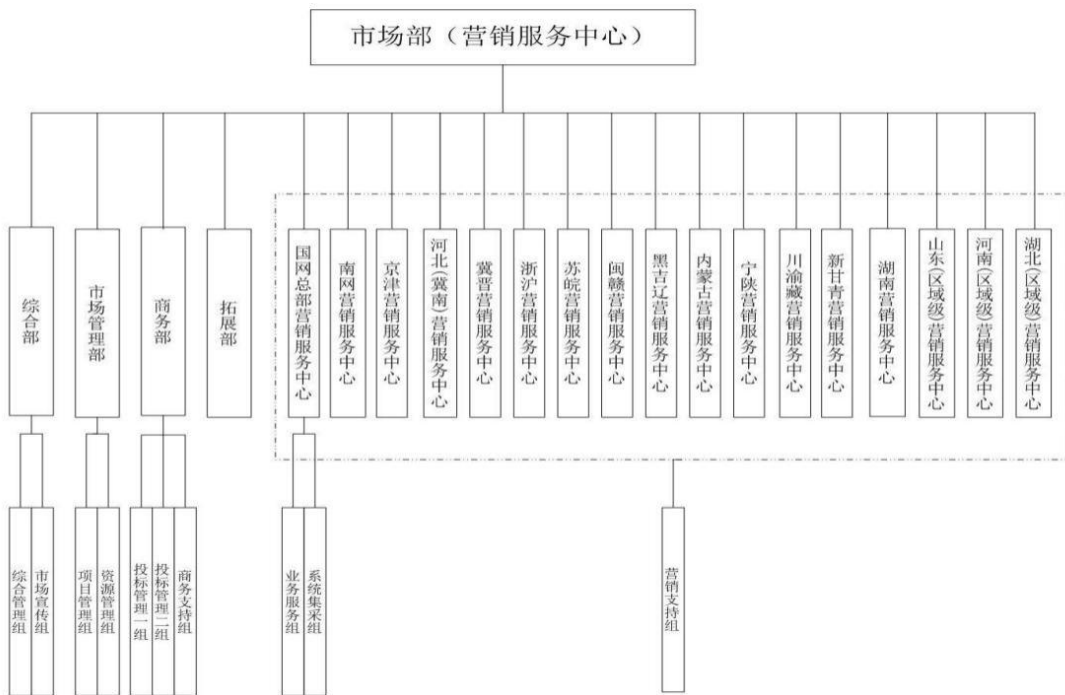 市场部（营销服务中心）
综合部
市场管理部
商务部
拓展部
国网总部营销服务中心
南网营销服务中心
京津营销服务中心
河北(冀南)营销服务中心
冀晋营销服务中心
浙沪营销服务中心
苏皖营销服务中心
闽赣营销服务中心
黑吉辽营销服务中心
内蒙古营销服务中心
宁陕营销服务中心
川渝藏营销服务中心
新甘青营销服务中心
湖南营销服务中心
山东(区域级)营销服务中心
河南(区域级)营销服务中心
湖北(区域级)营销服务中心
综合管理组
市场宣传组
项目管理组
资源管理组
投标管理一组
投标管理二组
商务支持组
业务服务组
系统集采组
营销支持组